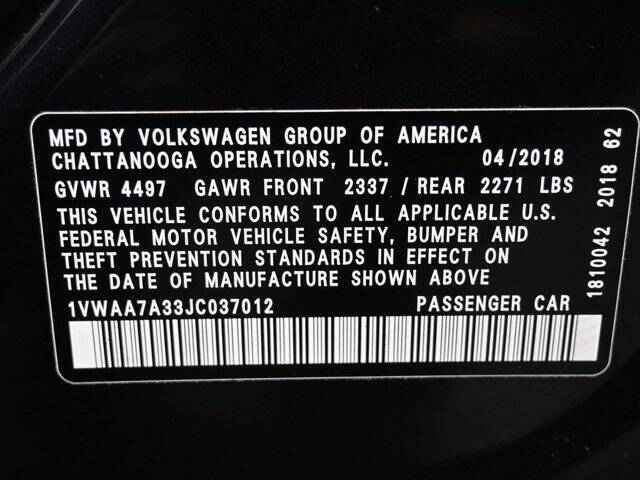 MFD BY VOLKSWAGEN GROUP OF AMERICA
CHATTANOOGA OPERATIONS, LLC. 04/2018
GVWR 4497 GAWR FRONT 2337 / REAR 2271 LBS
THIS VEHICLE CONFORMS TO ALL APPLICABLE U.S.
FEDERAL MOTOR VEHICLE SAFETY, BUMPER AND
THEFT PREVENTION STANDARDS IN EFFECT ON
THE DATE OF MANUFACTURE SHOWN ABOVE
1VWAA7A33JC037012 PASSENGER CAR
1810042 2018 62